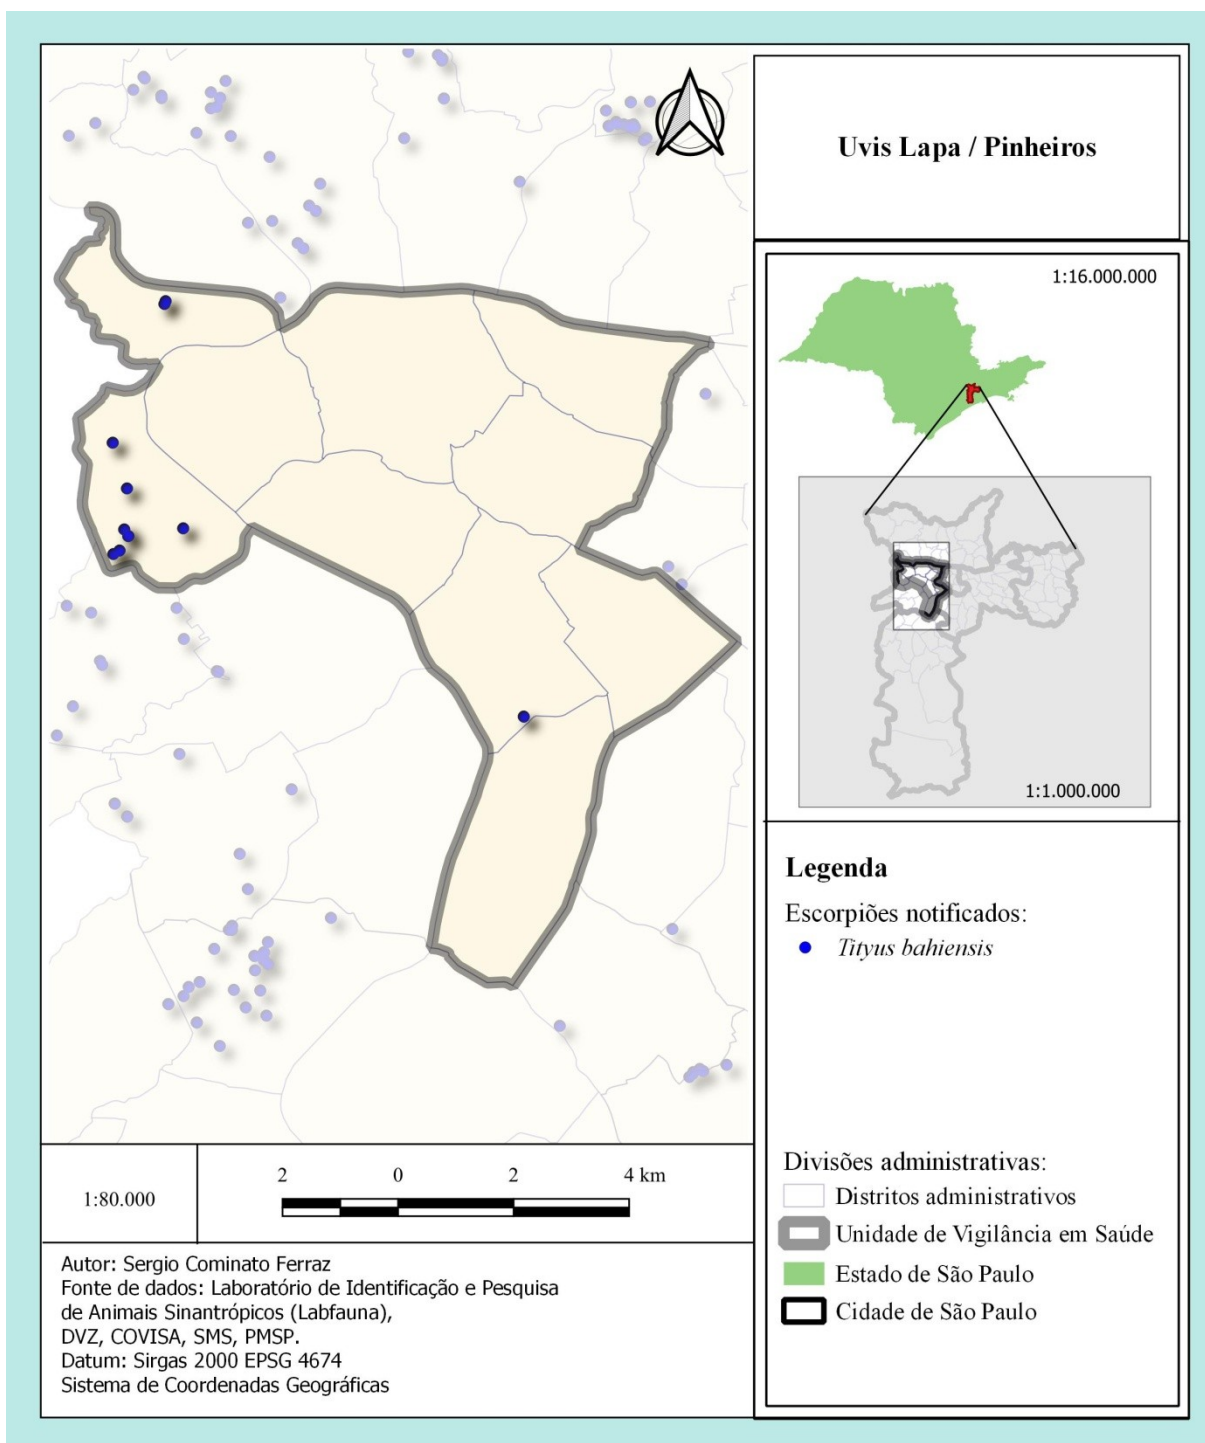 Uvis Lapa / Pinheiros
1:16.000.000
1:1.000.000
Legenda
Escorpiões notificados:
Tityus bahiensis
Divisões administrativas:
Distritos administrativos
Unidade de Vigilância em Saúde
Estado de São Paulo
Cidade de São Paulo
1:80.000
2 0 2 4 km
Autor: Sergio Cominato Ferraz
Fonte de dados: Laboratório de Identificação e Pesquisa
de Animais Sinantrópicos (Labfauna),
DVZ, COVISA, SMS, PMSP.
Datum: Sirgas 2000 EPSG 4674
Sistema de Coordenadas Geográficas